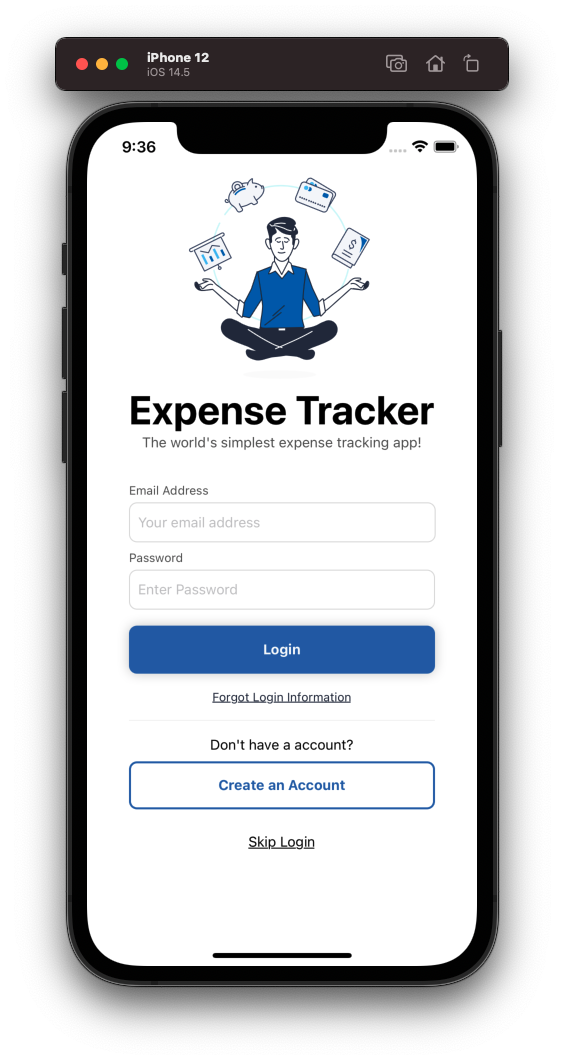 iPhone 12
iOS 14.5
9:36
$
Expense Tracker
The world's simplest expense tracking app!
Email Address
Your email address
Password
Enter Password
Login
Forgot Login Information
Don't have a account?
Create an Account
Skip Login